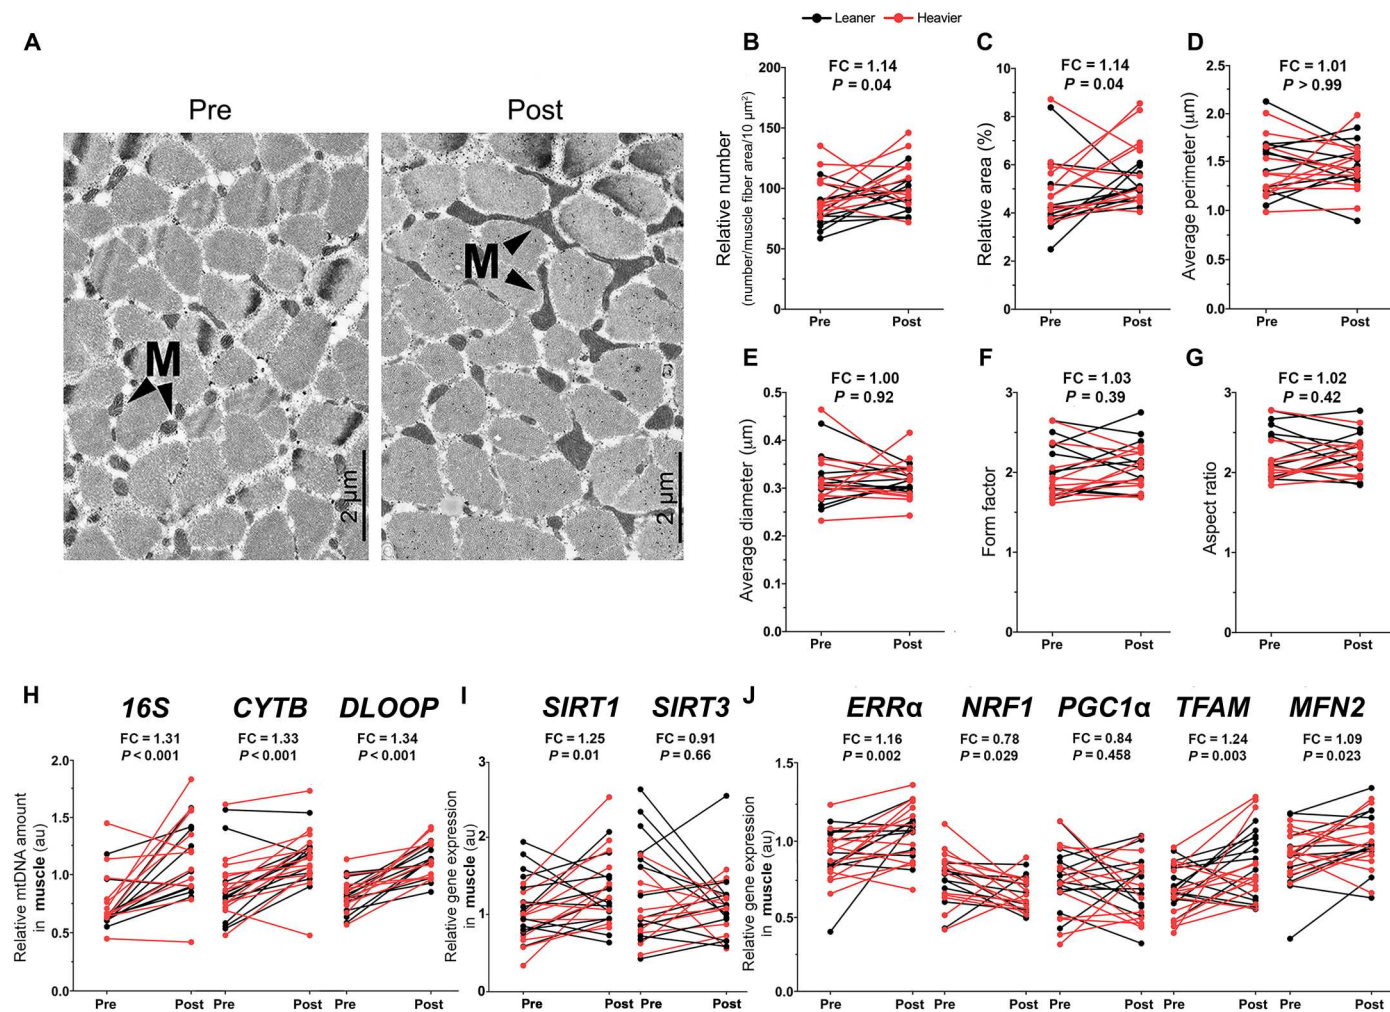 Leaner Heavier
A
Pre Post
M
M
2 μm
2 μm
B
FC = 1.14
P = 0.04
Relative number
(number/muscle fiber area/10 μm²)
200
150
100
50
0
Pre Post
C
FC = 1.14
P = 0.04
Relative area (%)
10
8
6
4
2
0
Pre Post
D
FC = 1.01
P > 0.99
Average perimeter (μm)
2.5
2.0
1.5
1.0
0.5
0.0
Pre Post
E
FC = 1.00
P = 0.92
Average diameter (μm)
0.5
0.4
0.3
0.2
0.1
0.0
Pre Post
F
FC = 1.03
P = 0.39
Form factor
3
2
1
0
Pre Post
G
FC = 1.02
P = 0.42
Aspect ratio
3
2
1
0
Pre Post
H
16S CYTB DLOOP
FC = 1.31 FC = 1.33 FC = 1.34
P < 0.001 P < 0.001 P < 0.001
Relative mtDNA amount
in muscle (au)
2.0
1.5
1.0
0.5
0.0
Pre Post Pre Post Pre Post
I
SIRT1 SIRT3
FC = 1.25 FC = 0.91
P = 0.01 P = 0.66
Relative gene expression
in muscle (au)
3
2
1
0
Pre Post Pre Post
J
ERRα NRF1 PGC1α TFAM MFN2
FC = 1.16 FC = 0.78 FC = 0.84 FC = 1.24 FC = 1.09
P = 0.002 P = 0.029 P = 0.458 P = 0.003 P = 0.023
Relative gene expression
in muscle (au)
1.5
1.0
0.5
0.0
Pre Post Pre Post Pre Post Pre Post Pre Post